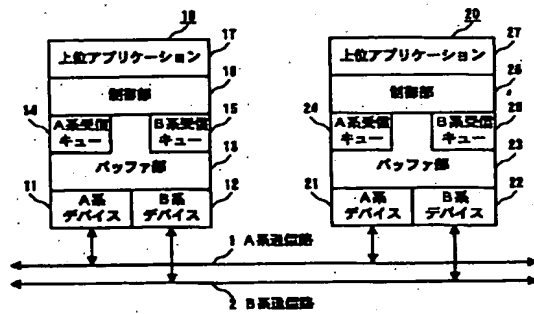 10
20
上位アプリケーション
17
上位アプリケーション
27
制御部
16
制御部
26
14
A系受信
キュー
B系受信
キュー
15
24
A系受信
キュー
B系受信
キュー
25
バッファ部
13
バッファ部
23
11
A系
デバイス
B系
デバイス
12
21
A系
デバイス
B系
デバイス
22
1 A系通信路
2 B系通信路